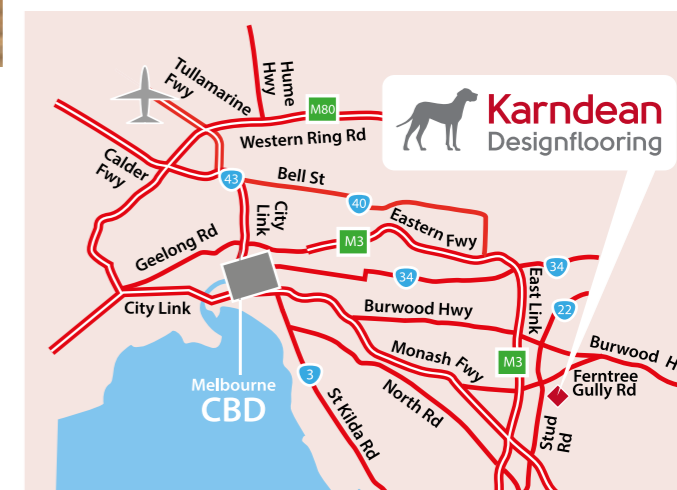 Hume
Hwy
Tullamarine
Fwy
M80
Western Ring Rd
Karndean
Designflooring
Calder
Fwy
43
Bell St
40
City
Link
Eastern Fwy
M3
Geelong Rd
34
34
East Link
22
City Link
Burwood Hwy
Burwood H
Monash Fwy
M3
Ferntree
Gully Rd
Melbourne
CBD
3
St Kilda Rd
North Rd
Stud
Rd